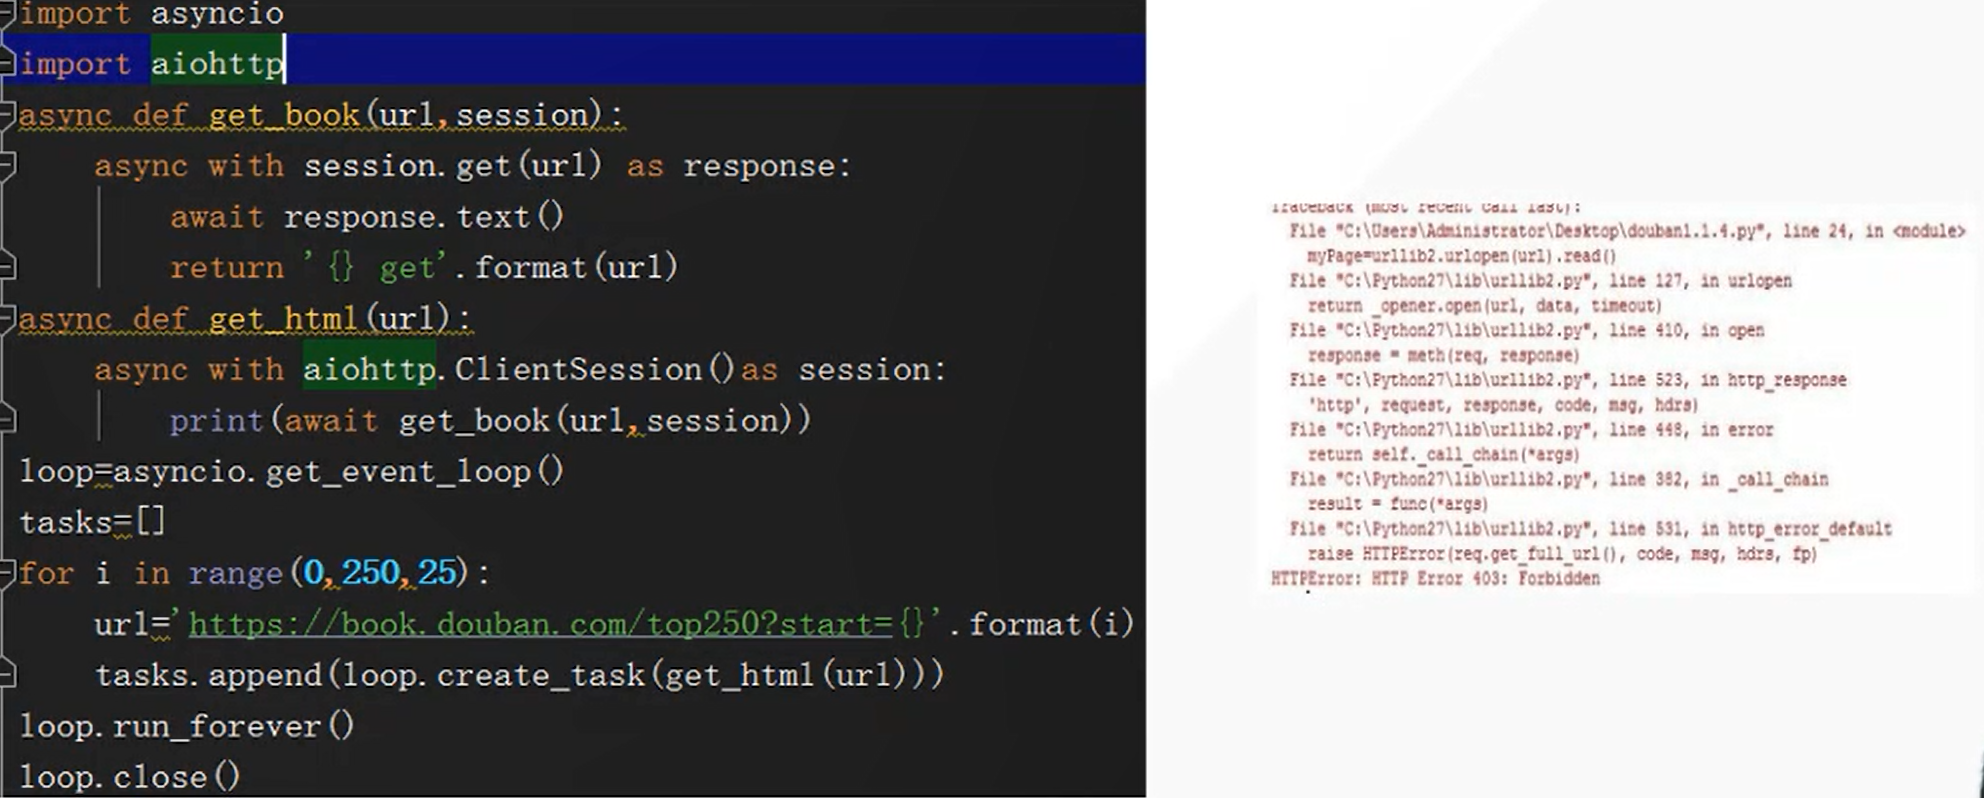 import asyncio
import aiohttp
async def get_book(url,session):
    async with session.get(url) as response:
        await response.text()
        return '{} get'.format(url)
async def get_html(url):
    async with aiohttp.ClientSession()as session:
        print(await get_book(url,session))
loop=asyncio.get_event_loop()
tasks=[]
for i in range(0,250,25):
    url='https://book.douban.com/top250?start={}'.format(i)
    tasks.append(loop.create_task(get_html(url)))
loop.run_forever()
loop.close()
Traceback (most recent call last):
  File "C:\Users\Administrator\Desktop\douban1.1.4.py", line 24, in <module>
    myPage=urllib2.urlopen(url).read()
  File "C:\Python27\lib\urllib2.py", line 127, in urlopen
    return _opener.open(url, data, timeout)
  File "C:\Python27\lib\urllib2.py", line 410, in open
    response = meth(req, response)
  File "C:\Python27\lib\urllib2.py", line 523, in http_response
    'http', request, response, code, msg, hdrs)
  File "C:\Python27\lib\urllib2.py", line 448, in error
    return self._call_chain(*args)
  File "C:\Python27\lib\urllib2.py", line 382, in _call_chain
    result = func(*args)
  File "C:\Python27\lib\urllib2.py", line 531, in http_error_default
    raise HTTPError(req.get_full_url(), code, msg, hdrs, fp)
HTTPError: HTTP Error 403: Forbidden